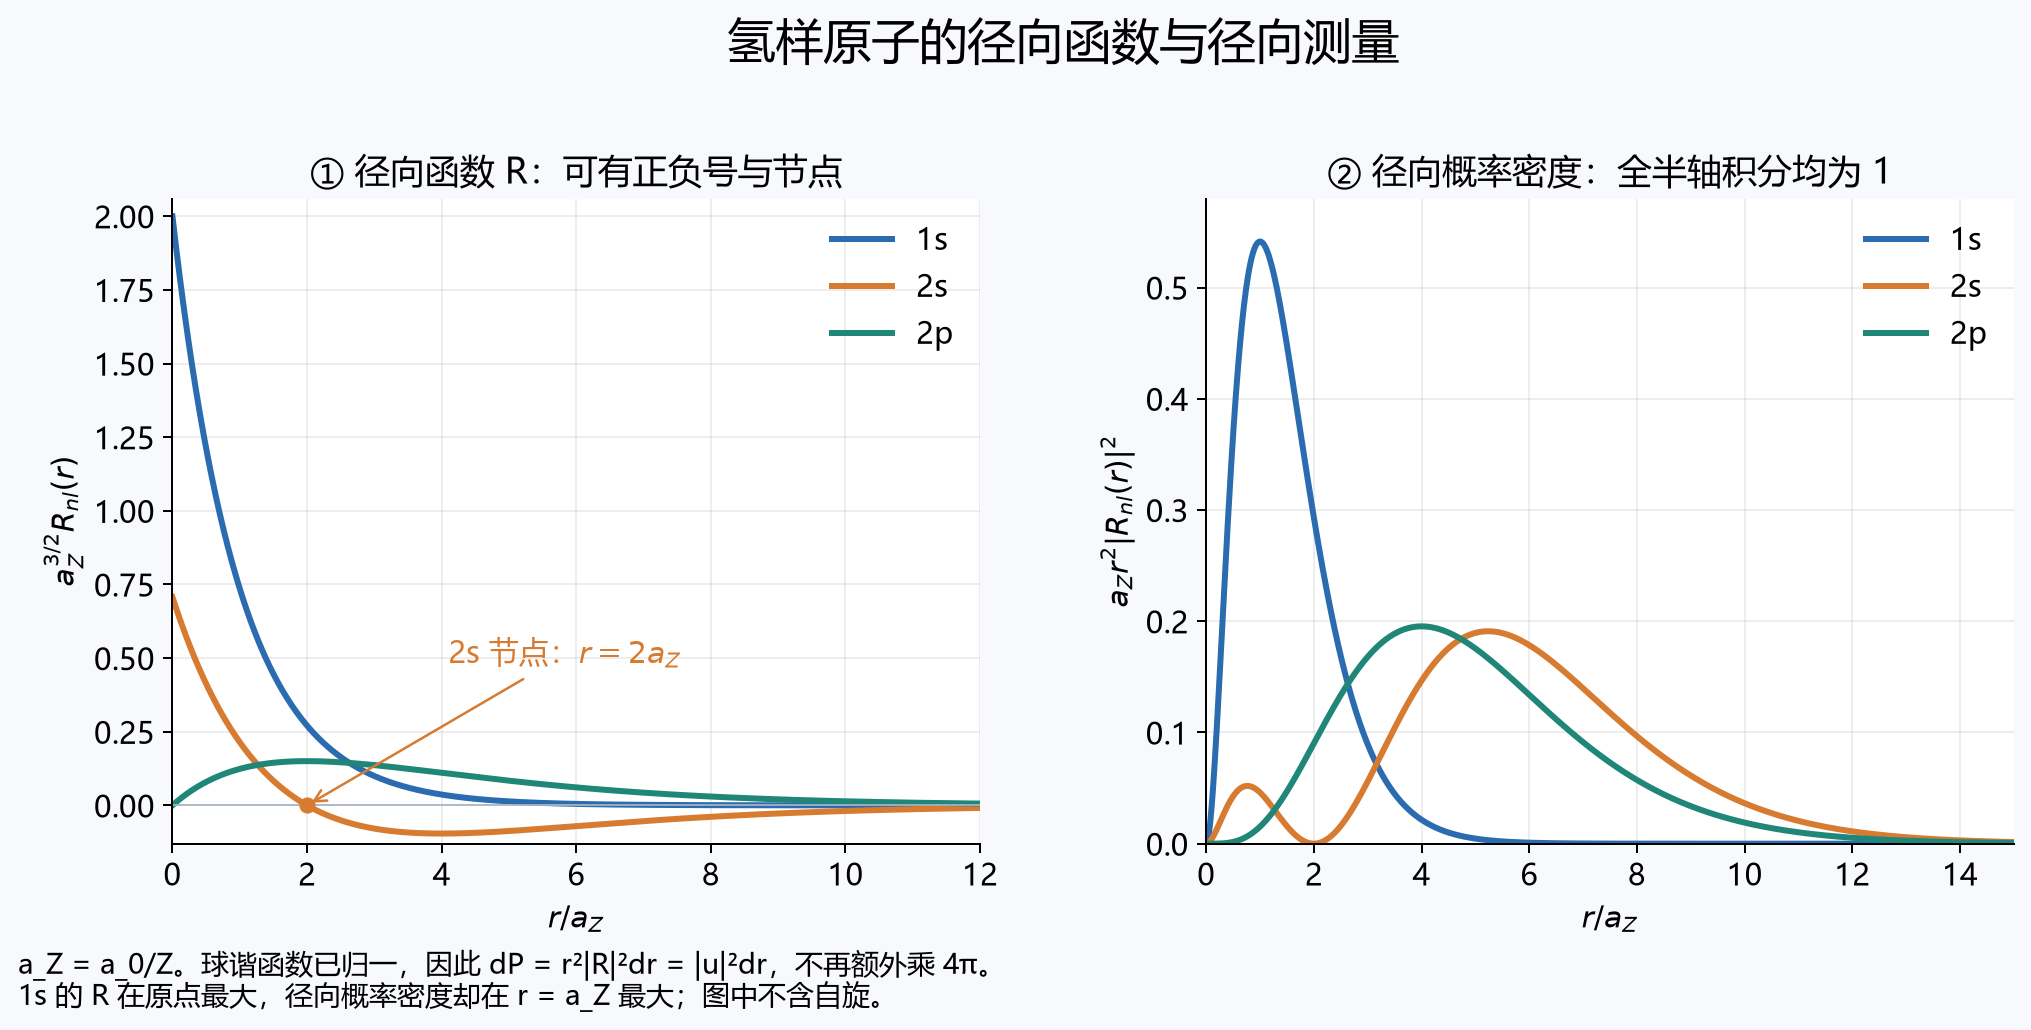 氢样原子的径向函数与径向测量
① 径向函数 R：可有正负号与节点
2.00
1.75
1.50
1.25
1.00
0.75
0.50
0.25
0.00
0 2 4 6 8 10 12
a_Z^{3/2} R_{nl}(r)
r/a_Z
1s
2s
2p
2s 节点：r = 2a_Z
② 径向概率密度：全半轴积分均为 1
0.5
0.4
0.3
0.2
0.1
0.0
0 2 4 6 8 10 12 14
a_Z r²|R_{nl}(r)|²
r/a_Z
1s
2s
2p
a_Z = a_0/Z。球谐函数已归一，因此 dP = r²|R|²dr = |u|²dr，不再额外乘 4π。
1s 的 R 在原点最大，径向概率密度却在 r = a_Z 最大；图中不含自旋。